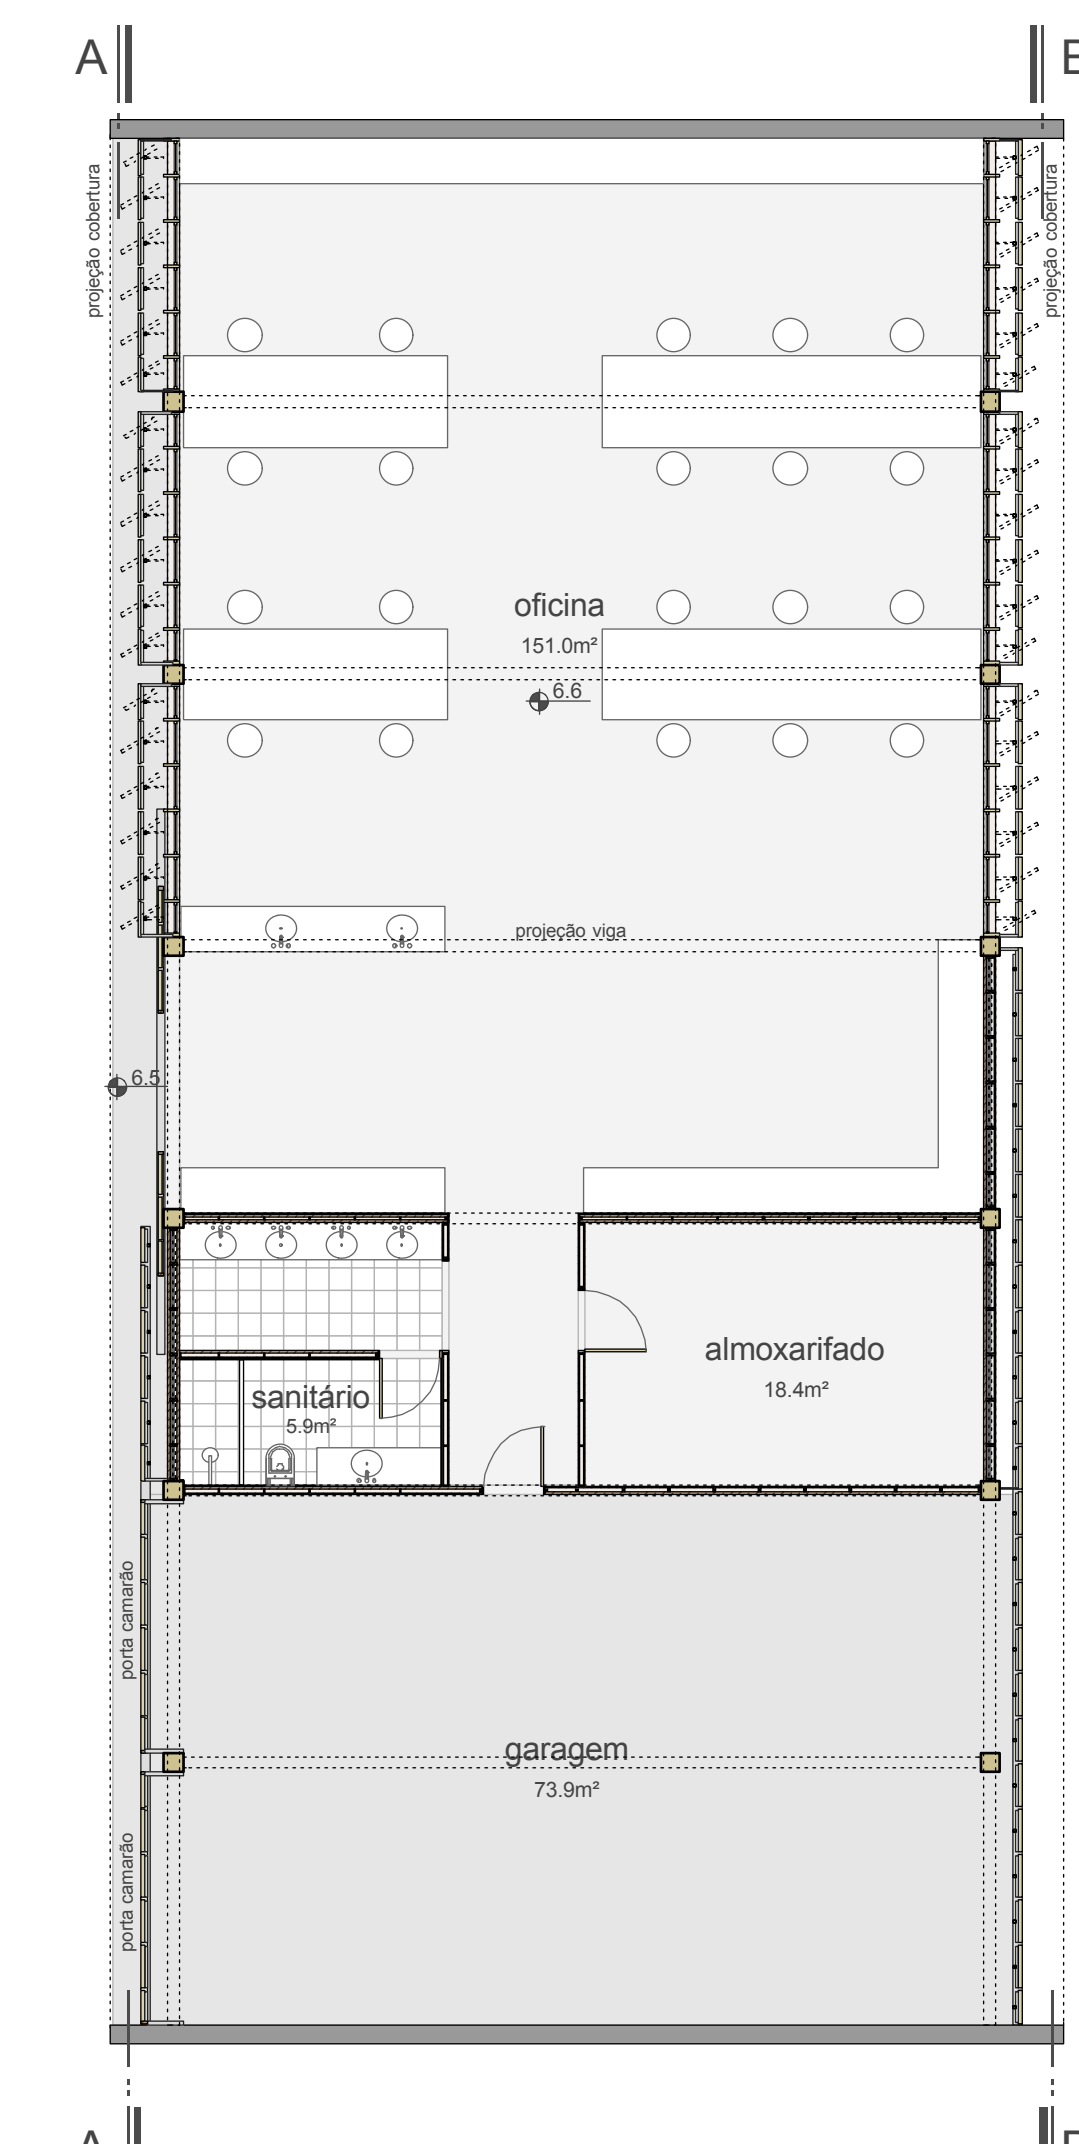 A
projeção cobertura
projeção cobertura
oficina
151.0m²
6.6
projeção viga
6.5
almoxarifado
18.4m²
sanitário
5.9m²
porta camarão
garagem
73.9m²
porta camarão
A